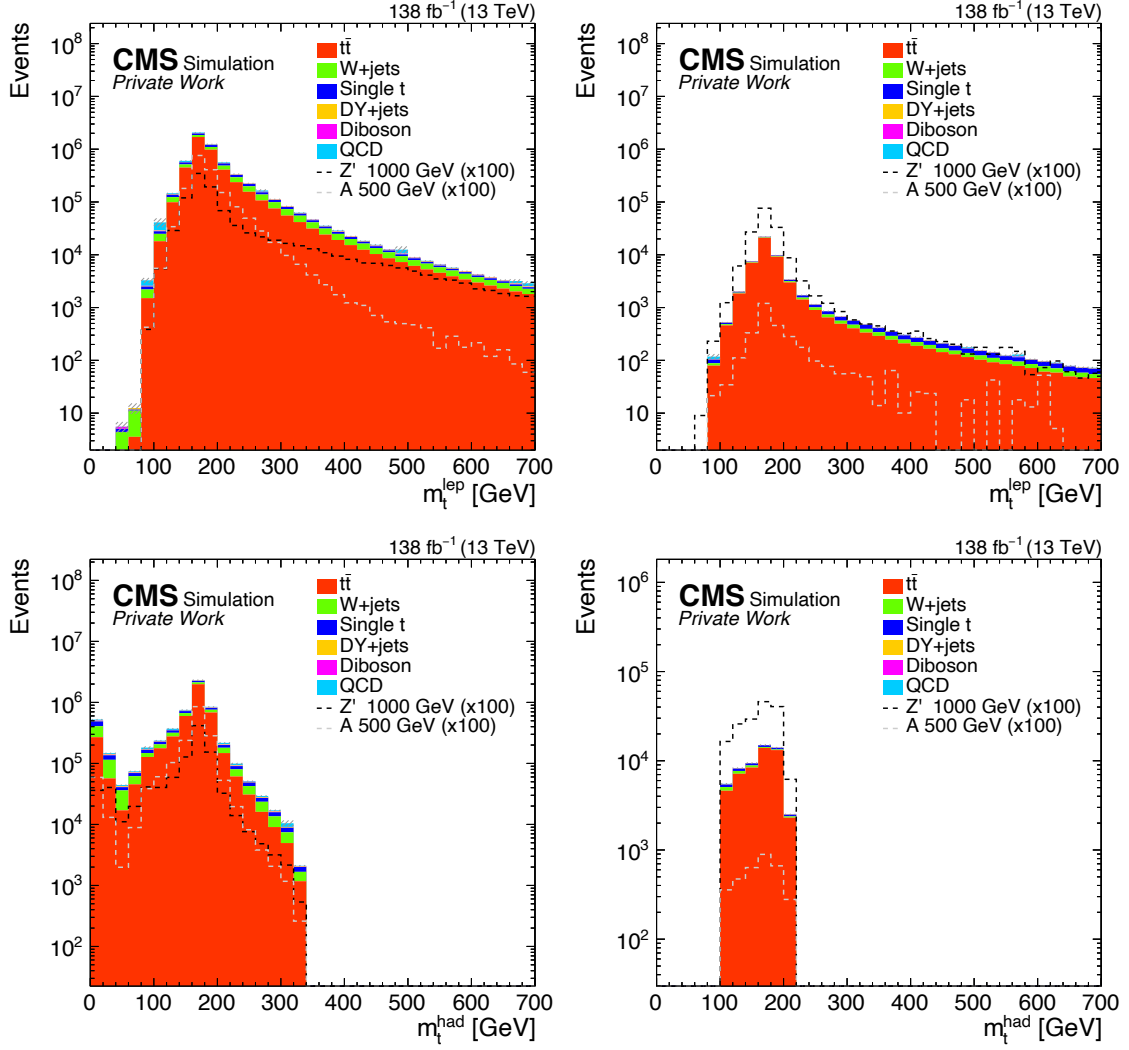 138 fb⁻¹ (13 TeV)
Events
10⁸
10⁷
10⁶
10⁵
10⁴
10³
10²
10
CMS Simulation
Private Work
tt̄
W+jets
Single t
DY+jets
Diboson
QCD
Z' 1000 GeV (x100)
A 500 GeV (x100)
0 100 200 300 400 500 600 700
m_t^lep [GeV]
138 fb⁻¹ (13 TeV)
Events
10⁸
10⁷
10⁶
10⁵
10⁴
10³
10²
10
CMS Simulation
Private Work
tt̄
W+jets
Single t
DY+jets
Diboson
QCD
Z' 1000 GeV (x100)
A 500 GeV (x100)
0 100 200 300 400 500 600 700
m_t^lep [GeV]
138 fb⁻¹ (13 TeV)
Events
10⁸
10⁷
10⁶
10⁵
10⁴
10³
10²
CMS Simulation
Private Work
tt̄
W+jets
Single t
DY+jets
Diboson
QCD
Z' 1000 GeV (x100)
A 500 GeV (x100)
0 100 200 300 400 500 600 700
m_t^had [GeV]
138 fb⁻¹ (13 TeV)
Events
10⁶
10⁵
10⁴
10³
10²
CMS Simulation
Private Work
tt̄
W+jets
Single t
DY+jets
Diboson
QCD
Z' 1000 GeV (x100)
A 500 GeV (x100)
0 100 200 300 400 500 600 700
m_t^had [GeV]